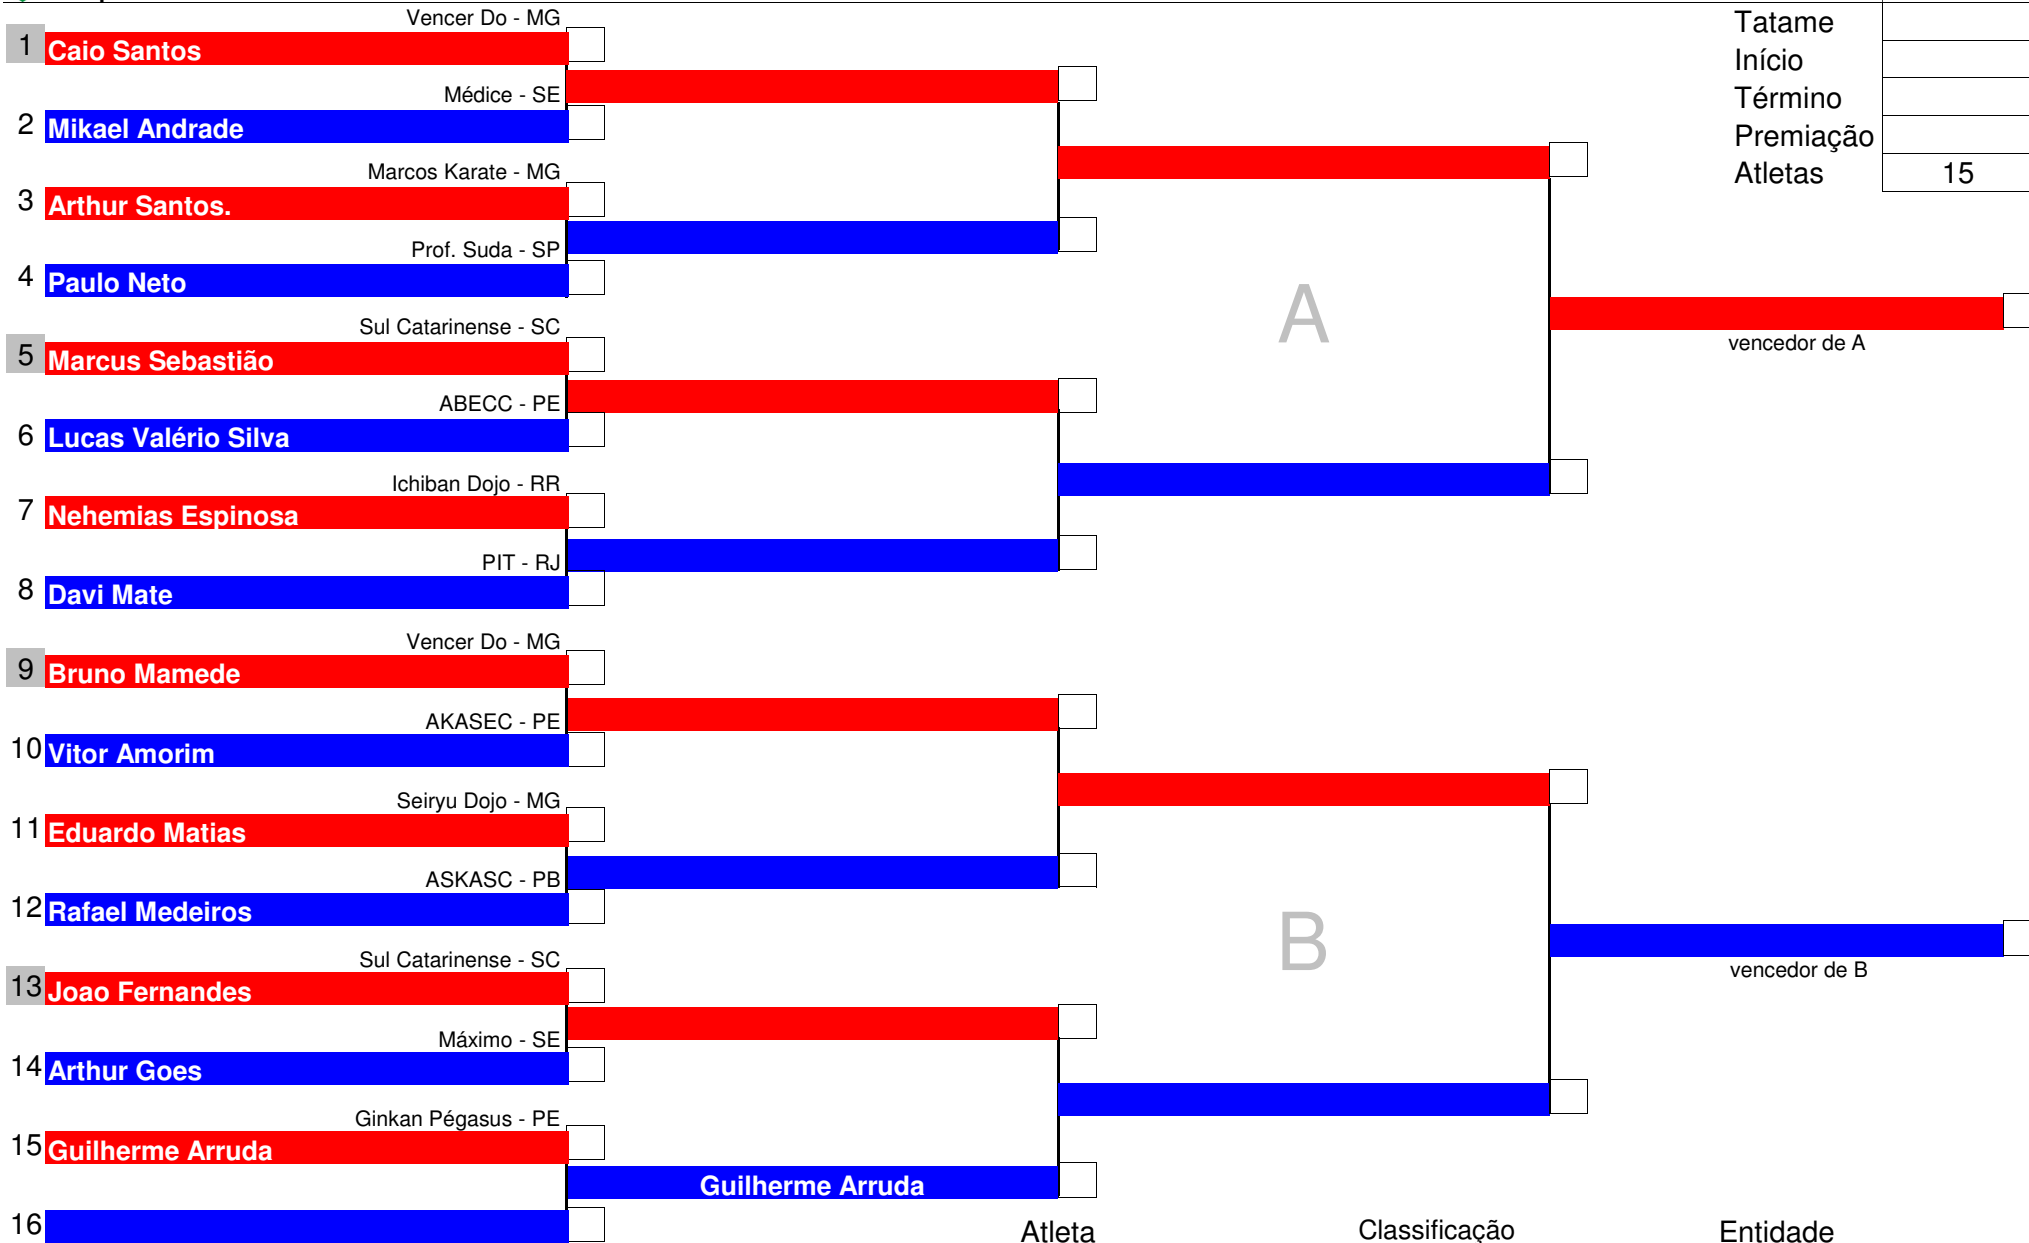 Vencer Do - MG
1 Caio Santos
Médice - SE
2 Mikael Andrade
Marcos Karate - MG
3 Arthur Santos.
Prof. Suda - SP
4 Paulo Neto
Sul Catarinense - SC
5 Marcus Sebastião
ABECC - PE
6 Lucas Valério Silva
Ichiban Dojo - RR
7 Nehemias Espinosa
PIT - RJ
8 Davi Mate
Vencer Do - MG
9 Bruno Mamede
AKASEC - PE
10 Vitor Amorim
Seiryu Dojo - MG
11 Eduardo Matias
ASKASC - PB
12 Rafael Medeiros
Sul Catarinense - SC
13 Joao Fernandes
Máximo - SE
14 Arthur Goes
Ginkan Pégasus - PE
15 Guilherme Arruda
16
Guilherme Arruda
A
B
vencedor de A
vencedor de B
Tatame
Início
Término
Premiação
Atletas 15
Atleta Classificação Entidade